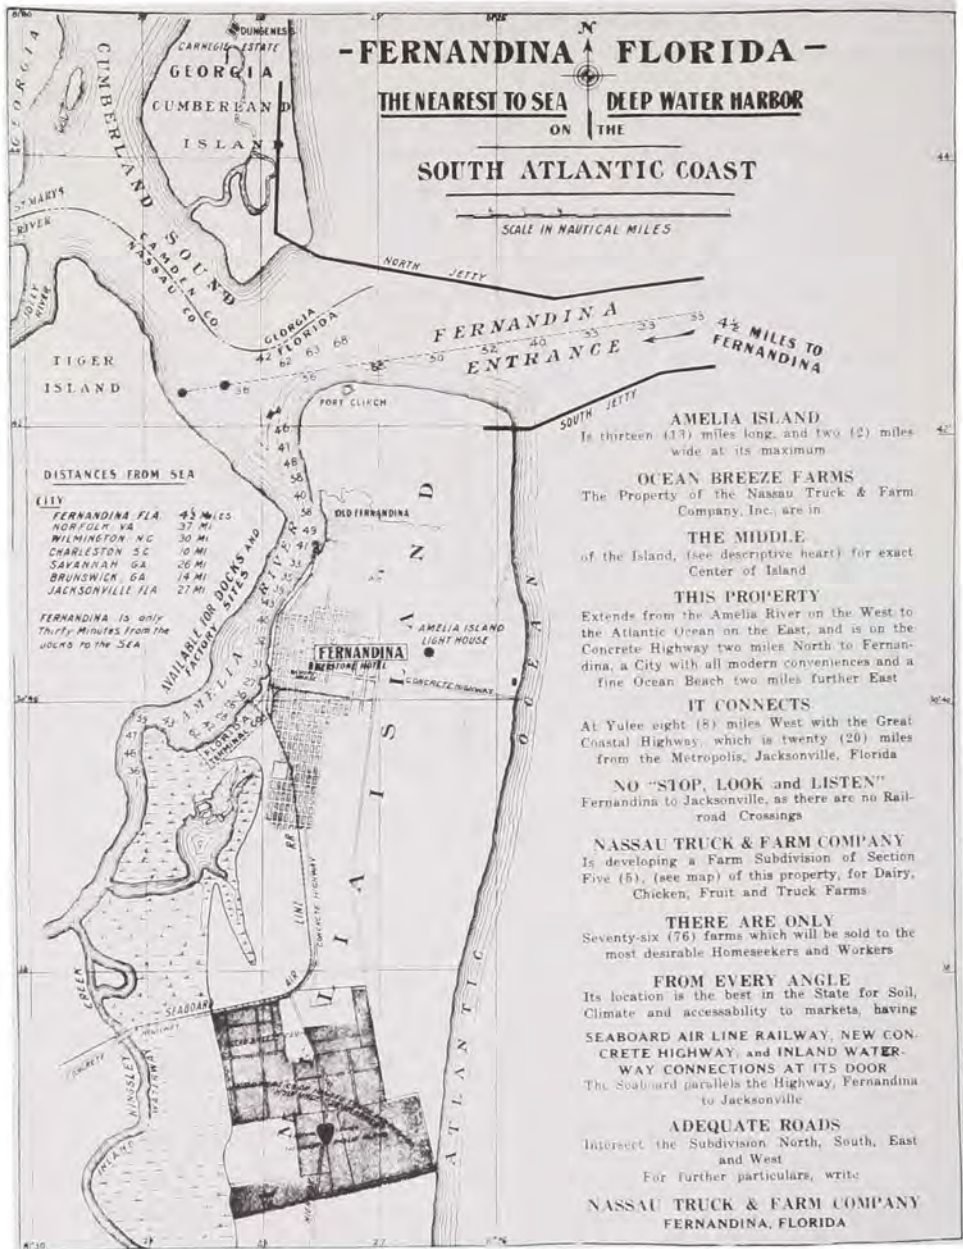 - FERNANDINA FLORIDA -
N
THE NEAREST TO SEA DEEP WATER HARBOR
ON THE
SOUTH ATLANTIC COAST
SCALE IN NAUTICAL MILES
DUNGENESS
CARNEGIE ESTATE
GEORGIA
CUMBERLAND
ISLAND
GEORGIA
CUMBERLAND SOUND
ST MARYS
RIVER
CAMDEN CO.
NASSAU CO
JOLLY
RIVER
NORTH JETTY
GEORGIA
FLORIDA
FERNANDINA
ENTRANCE
4½ MILES TO
FERNANDINA
SOUTH JETTY
TIGER
ISLAND
FORT CLINCH
DISTANCES FROM SEA
CITY
FERNANDINA FLA. 4½ MILES
NORFOLK VA 37 MI
WILMINGTON NC 30 MI
CHARLESTON SC 10 MI
SAVANNAH GA 26 MI
BRUNSWICK, GA 14 MI
JACKSONVILLE FLA 27 MI
FERNANDINA IS only
Thirty Minutes from the
docks to the SEA
AVAILABLE FOR DOCKS AND
FACTORY SITES
AMELIA RIVER
OLD FERNANDINA
AMELIA ISLAND
LIGHT HOUSE
FERNANDINA
KEYSTONE HOTEL
CONCRETE HIGHWAY
FLORIDA
TERMINAL CO.
AMELIA ISLAND
ATLANTIC OCEAN
SEABOARD AIR LINE RR
CONCRETE HIGHWAY
CONCRETE HIGHWAY
KINGSLEY CREEK
INLAND WATERWAY
AMELIA ISLAND
Is thirteen (13) miles long, and two (2) miles
wide at its maximum
OCEAN BREEZE FARMS
The Property of the Nassau Truck & Farm
Company, Inc., are in
THE MIDDLE
of the Island, (see descriptive heart) for exact
Center of Island
THIS PROPERTY
Extends from the Amelia River on the West to
the Atlantic Ocean on the East, and is on the
Concrete Highway two miles North to Fernan-
dina, a City with all modern conveniences and a
fine Ocean Beach two miles further East
IT CONNECTS
At Yulee eight (8) miles West with the Great
Coastal Highway, which is twenty (20) miles
from the Metropolis, Jacksonville, Florida
NO "STOP, LOOK and LISTEN"
Fernandina to Jacksonville, as there are no Rail-
road Crossings
NASSAU TRUCK & FARM COMPANY
Is developing a Farm Subdivision of Section
Five (5), (see map) of this property, for Dairy,
Chicken, Fruit and Truck Farms
THERE ARE ONLY
Seventy-six (76) farms which will be sold to the
most desirable Homeseekers and Workers
FROM EVERY ANGLE
Its location is the best in the State for Soil,
Climate and accessability to markets, having
SEABOARD AIR LINE RAILWAY, NEW CON-
CRETE HIGHWAY, and INLAND WATER-
WAY CONNECTIONS AT ITS DOOR
The Seaboard parallels the Highway, Fernandina
to Jacksonville
ADEQUATE ROADS
Intersect the Subdivision North, South, East
and West
For further particulars, write
NASSAU TRUCK & FARM COMPANY
FERNANDINA, FLORIDA